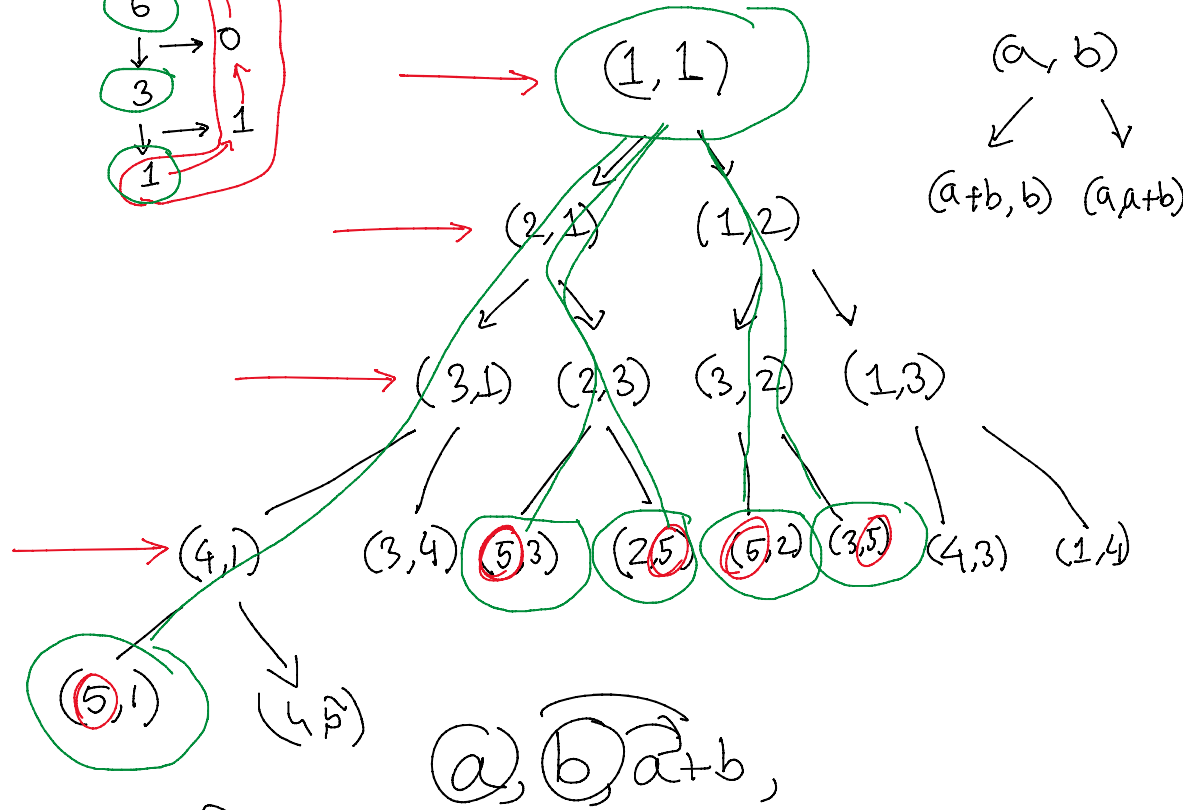 6
0
3
1
1
(1, 1)
(a, b)
(a+b, b) (a,a+b)
(2, 1) (1, 2)
(3,1) (2,3) (3, 2) (1,3)
(4,1) (3,4) (5,3) (2,5) (5,2) (3,5) (4,3) (1,4)
(5,1) (4,5)
a, b, a+b,